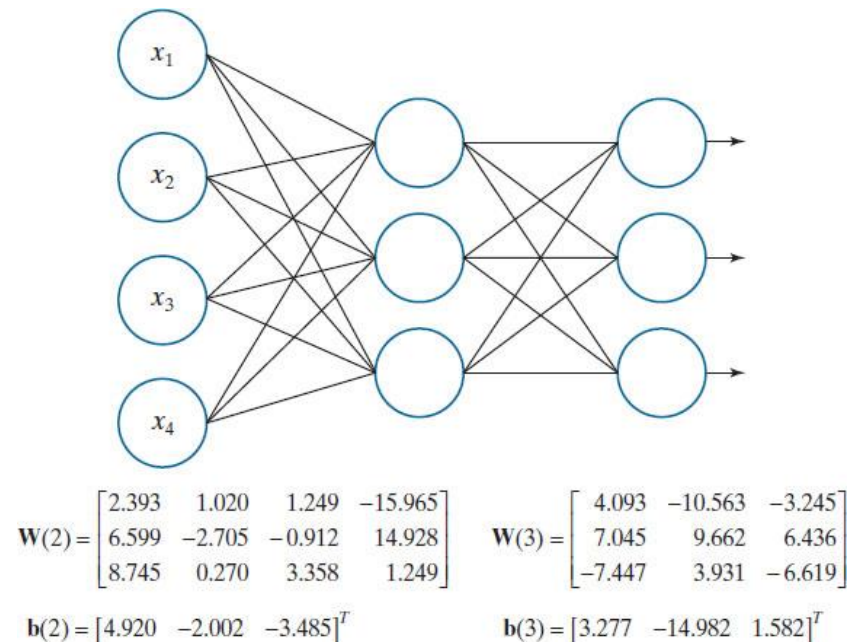 x1
x2
x3
x4
W(2) = [2.393 1.020 1.249 −15.965
6.599 −2.705 −0.912 14.928
8.745 0.270 3.358 1.249]
W(3) = [4.093 −10.563 −3.245
7.045 9.662 6.436
−7.447 3.931 −6.619]
b(2) = [4.920 −2.002 −3.485]^T
b(3) = [3.277 −14.982 1.582]^T